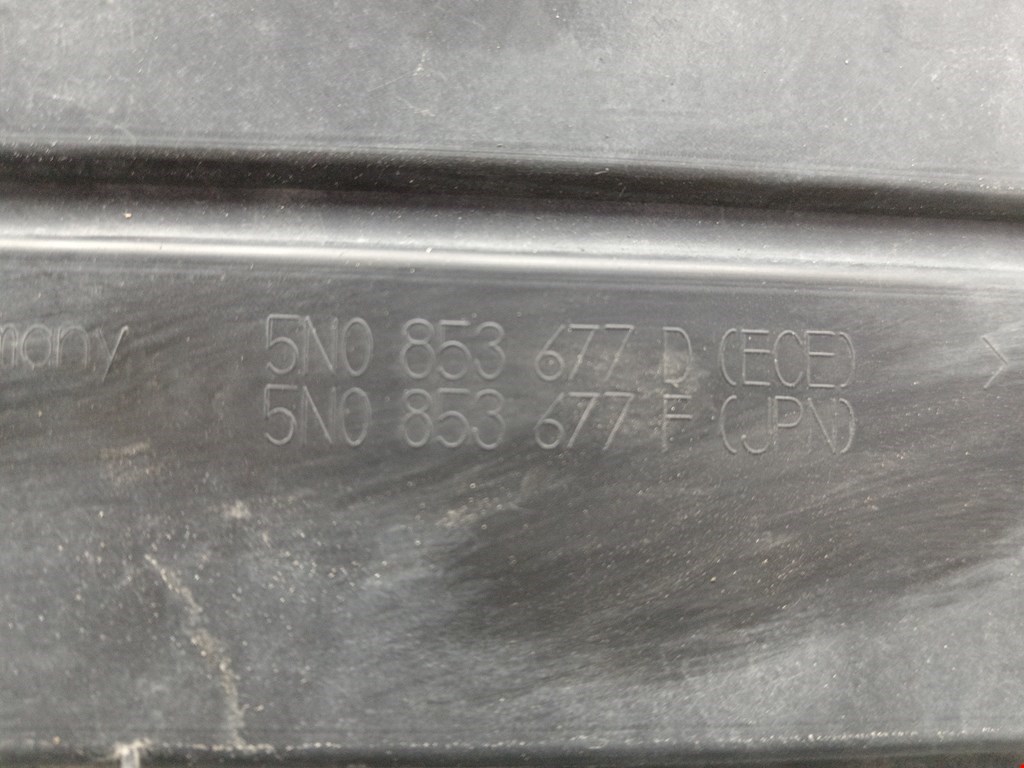 many 5N0 853 677 D (ECE) >
5N0 853 677 F (JPN)